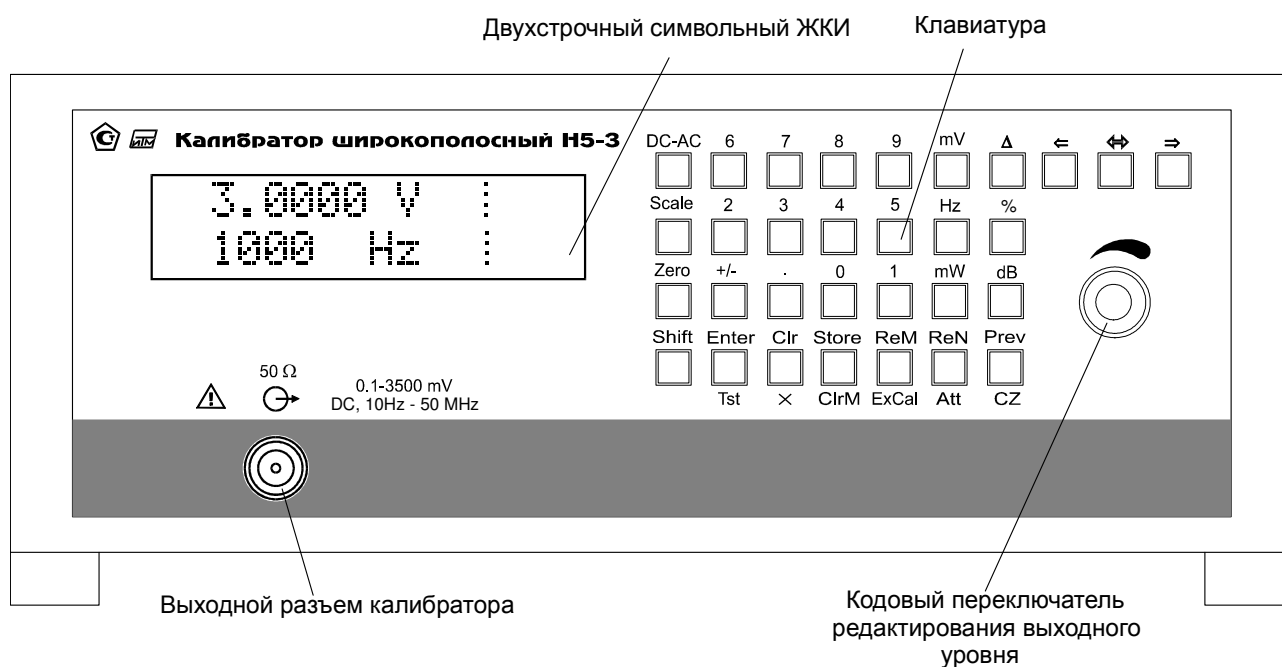 Двухстрочный символьный ЖКИ
Клавиатура
ИТМ Калибратор широкополосный Н5-3
3.0000 V
1000 Hz
DC-AC 6 7 8 9 mV Δ ⇐ ⇔ ⇒
Scale 2 3 4 5 Hz %
Zero +/- . 0 1 mW dB
Shift Enter Clr Store ReM ReN Prev
Tst × ClrM ExCal Att CZ
50 Ω
0.1-3500 mV
DC, 10Hz - 50 MHz
Выходной разъем калибратора
Кодовый переключатель
редактирования выходного
уровня